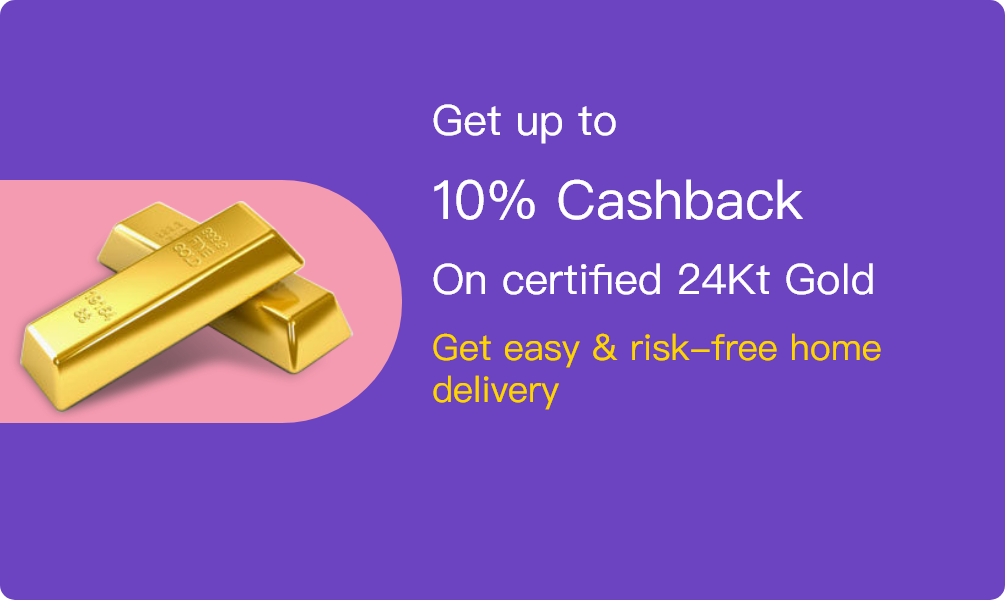 Get up to
10% Cashback
On certified 24Kt Gold
Get easy & risk-free home
delivery